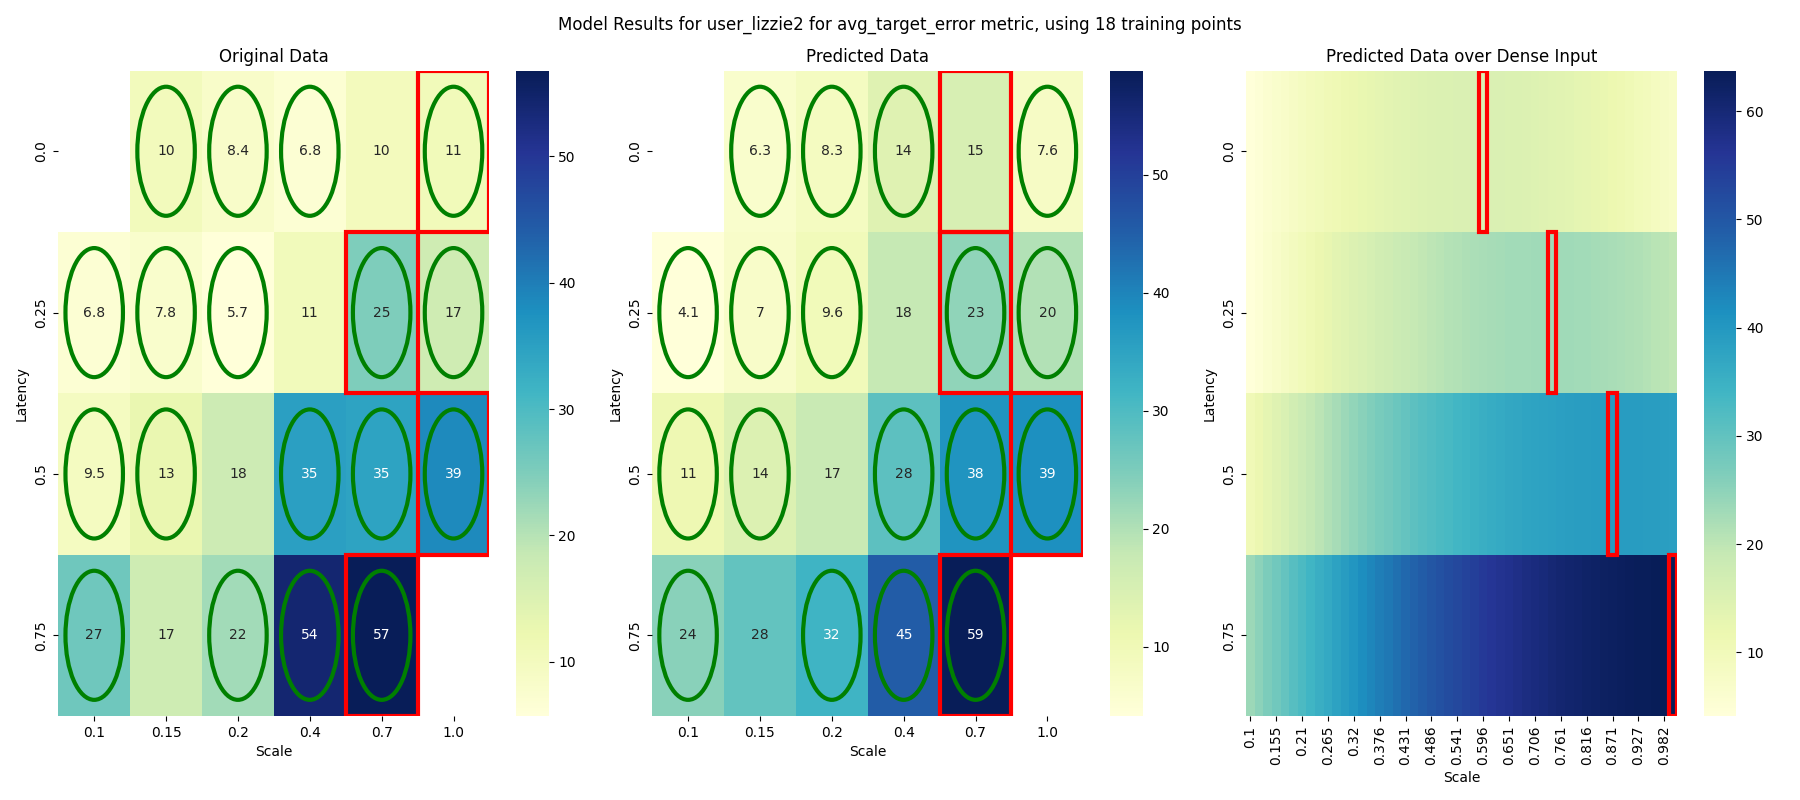 Model Results for user_lizzie2 for avg_target_error metric, using 18 training points
Original Data
0.0
0.25
0.5
0.75
Latency
10 8.4 6.8 10 11
6.8 7.8 5.7 11 25 17
9.5 13 18 35 35 39
27 17 22 54 57
0.1 0.15 0.2 0.4 0.7 1.0
Scale
50
40
30
20
10
Predicted Data
0.0
0.25
0.5
0.75
Latency
6.3 8.3 14 15 7.6
4.1 7 9.6 18 23 20
11 14 17 28 38 39
24 28 32 45 59
0.1 0.15 0.2 0.4 0.7 1.0
Scale
50
40
30
20
10
Predicted Data over Dense Input
0.0
0.25
0.5
0.75
Latency
0.1 0.155 0.21 0.265 0.32 0.376 0.431 0.486 0.541 0.596 0.651 0.706 0.761 0.816 0.871 0.927 0.982
Scale
60
50
40
30
20
10